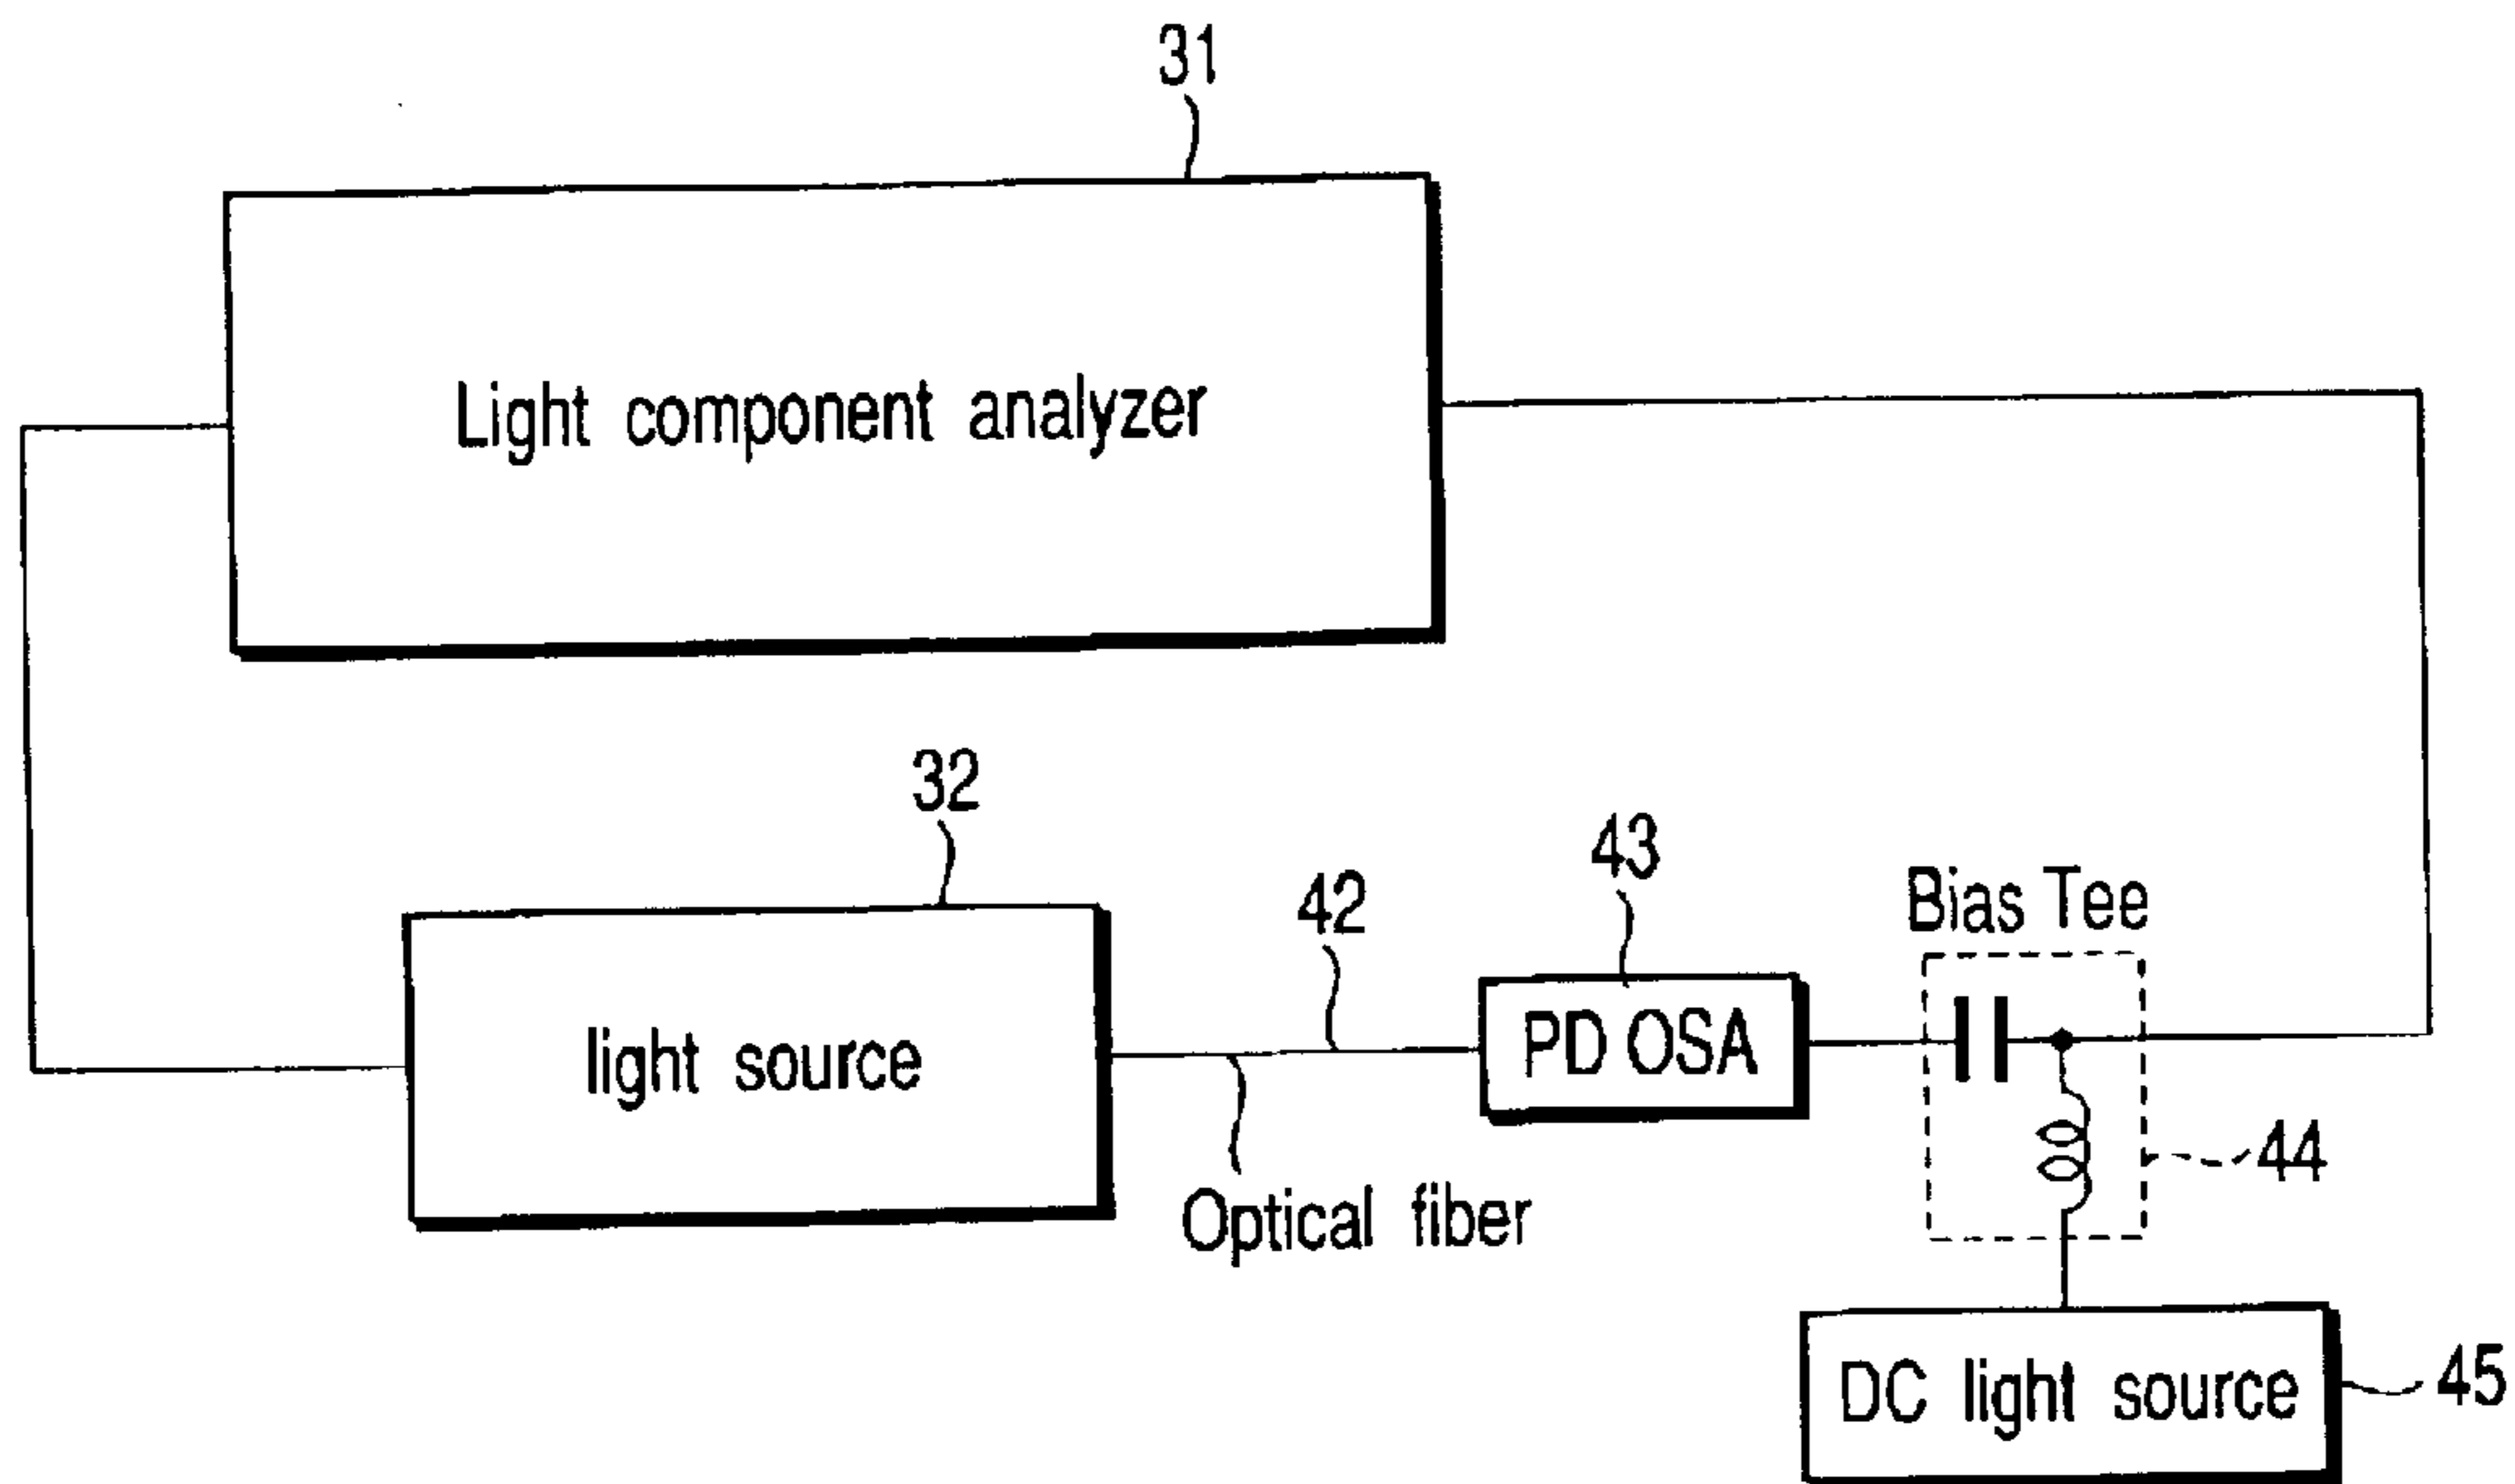 31
Light component analyzer
32
light source
42
Optical fiber
43
PD OSA
Bias Tee
44
DC light source
45